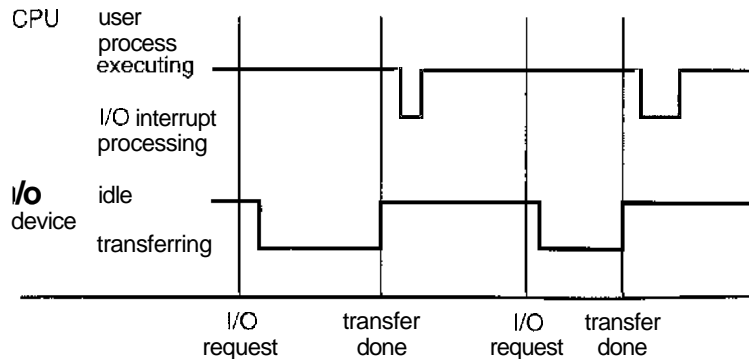 CPU
user
process
executing
I/O interrupt
processing
I/o
device
idle
transferring
I/O
request
transfer
done
I/O
request
transfer
done